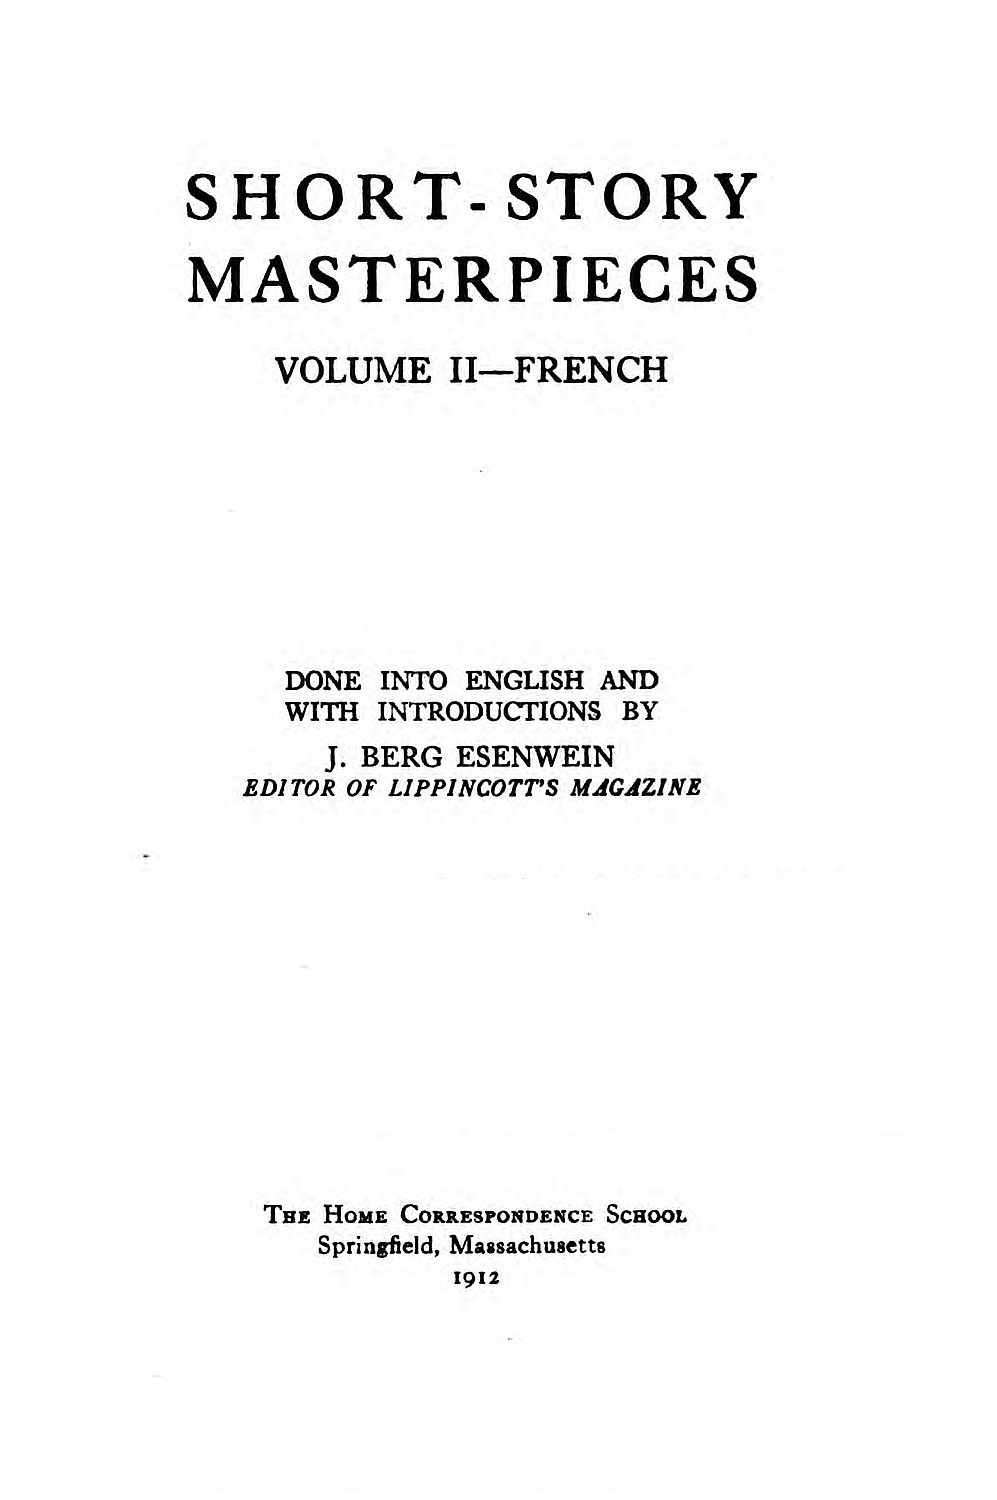 SHORT-STORY
MASTERPIECES
VOLUME II—FRENCH
DONE INTO ENGLISH AND
WITH INTRODUCTIONS BY
J. BERG ESENWEIN
EDITOR OF LIPPINCOTT'S MAGAZINE
THE HOME CORRESPONDENCE SCHOOL
Springfield, Massachusetts
1912